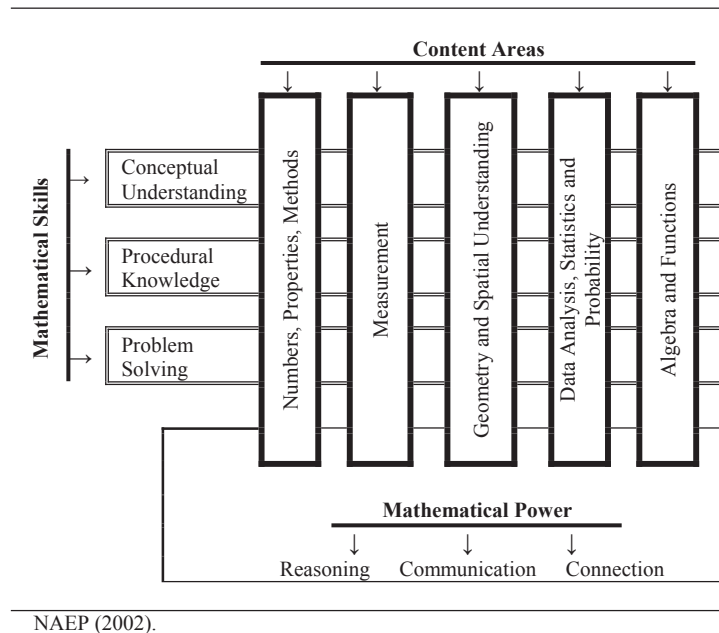 Content Areas
↓ ↓ ↓ ↓ ↓
Mathematical Skills
→ Conceptual
Understanding
→ Procedural
Knowledge
→ Problem
Solving
Numbers, Properties, Methods
Measurement
Geometry and Spatial Understanding
Data Analysis, Statistics and
Probability
Algebra and Functions
Mathematical Power
↓ ↓ ↓
Reasoning Communication Connection
NAEP (2002).